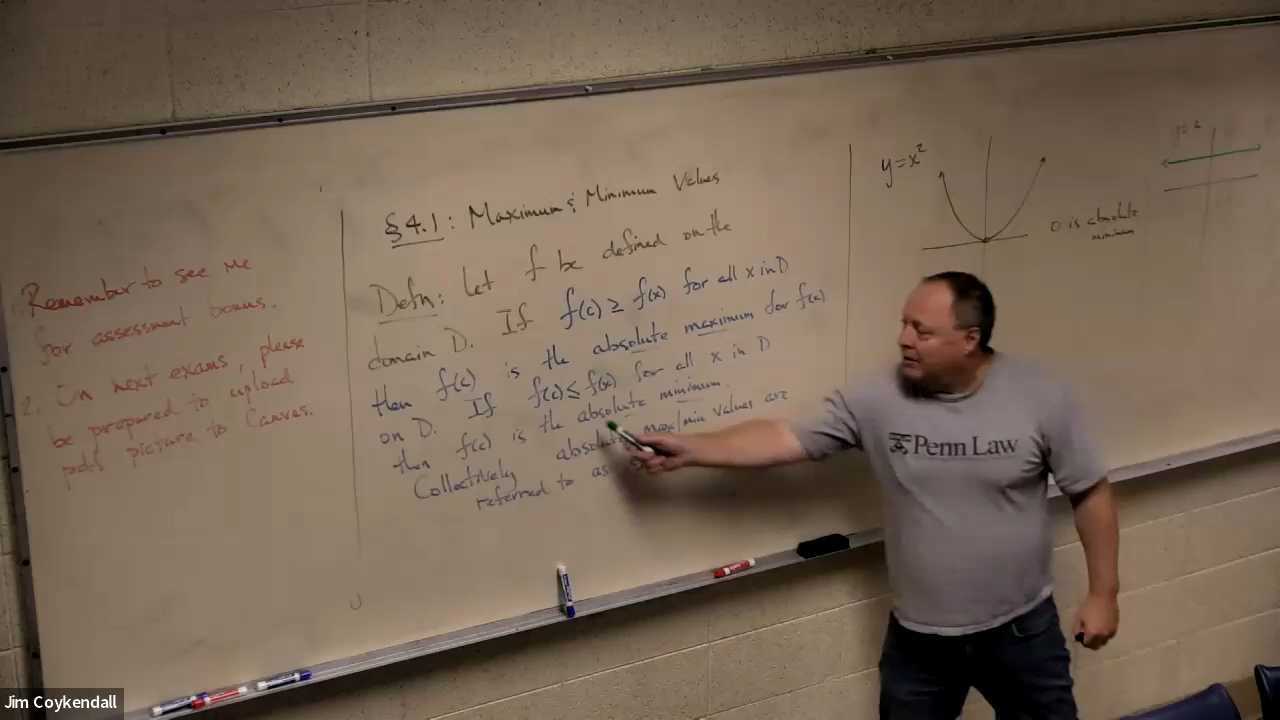 1. Remember to see me
for assessment bonus.
2. On next exams, please
be prepared to upload
pdf picture to Canvas.
§4.1: Maximum & Minimum Values
Defn: Let f be defined on the
domain D. If f(c) ≥ f(x) for all x in D
then f(c) is the absolute maximum for f(x)
on D. If f(c) ≤ f(x) for all x in D
then f(c) is the absolute minimum.
Collectively absolute max/min values are
referred to as
y = x²
0 is absolute
minimum
Penn Law
Jim Coykendall